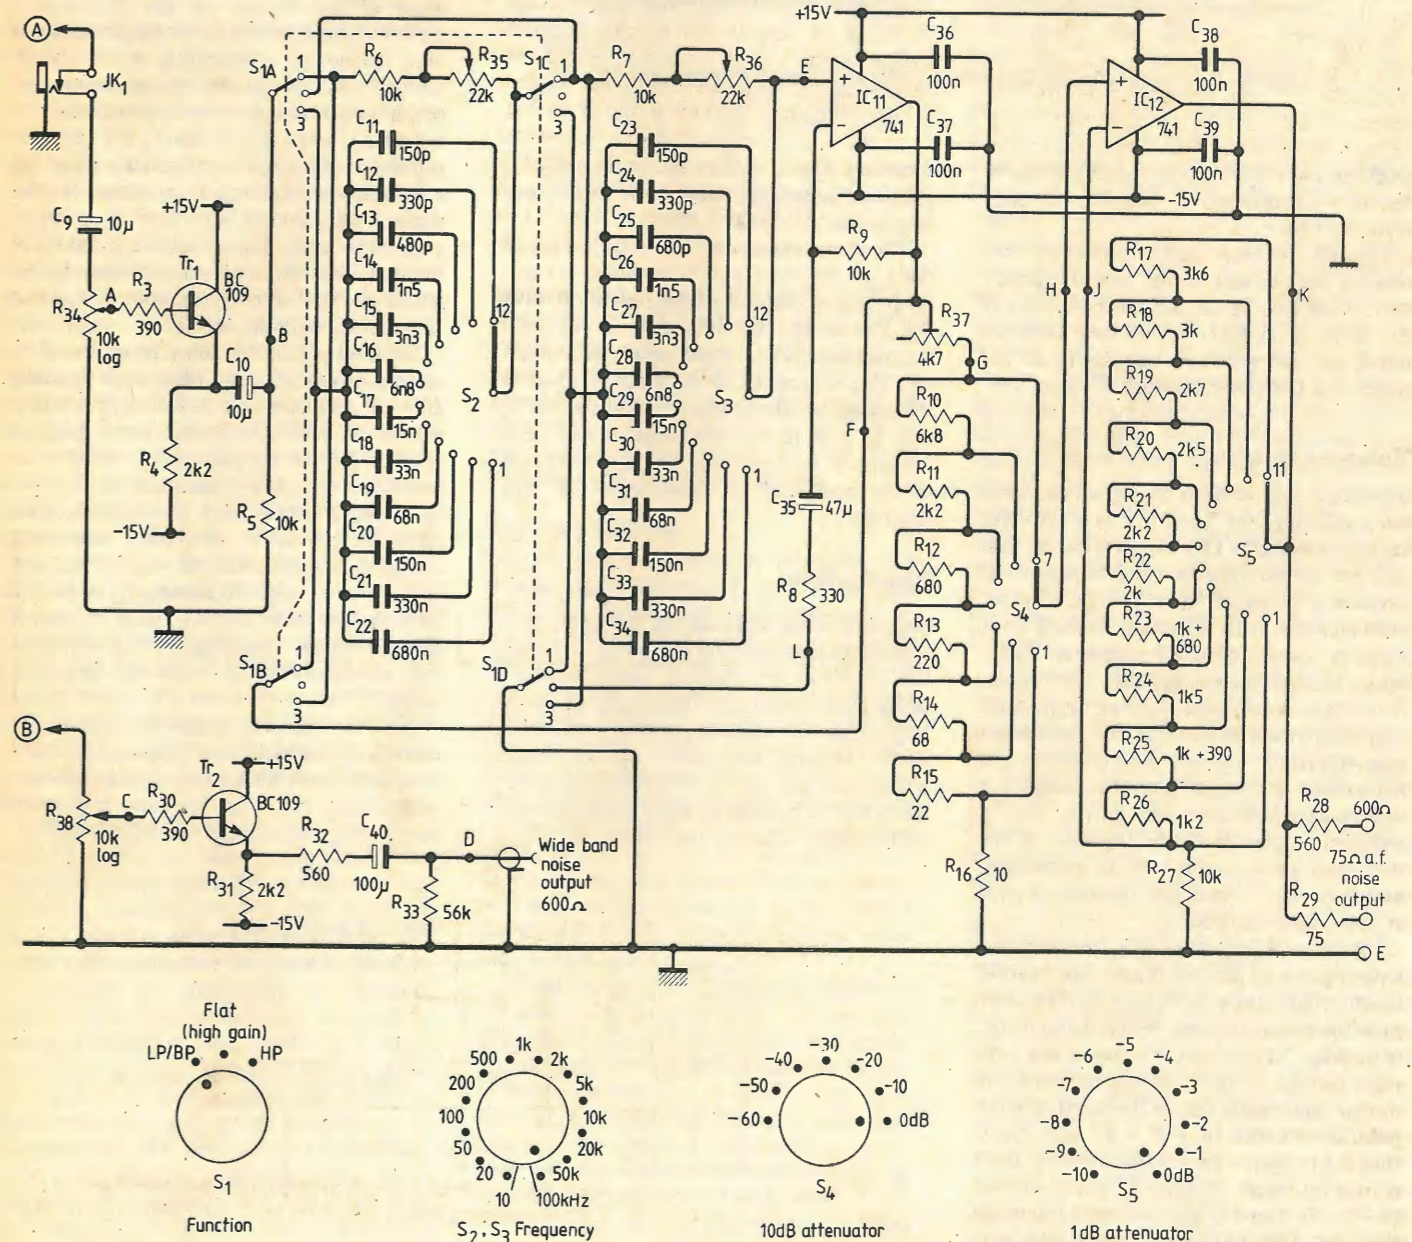 A
JK1
C9
10µ
R34
10k
log
A
R3
390
+15V
Tr1
BC
109
C10
10µ
B
R4
2k2
-15V
R5
10k
S1A
1
3
R6
10k
R35
22k
S1C
1
3
R7
10k
R36
22k
E
C11
150p
C12
330p
C13
480p
C14
1n5
C15
3n3
C16
6n8
C17
15n
C18
33n
C19
68n
C20
150n
C21
330n
C22
680n
12
S2
1
C23
150p
C24
330p
C25
680p
C26
1n5
C27
3n3
C28
6n8
C29
15n
C30
33n
C31
68n
C32
150n
C33
330n
C34
680n
12
S3
1
S1B
1
3
S1D
1
3
+15V
+
−
IC11
741
C36
100n
C37
100n
+
−
IC12
741
C38
100n
C39
100n
-15V
R9
10k
F
R37
4k7
G
C35
47µ
R8
330
L
R10
6k8
R11
2k2
R12
680
R13
220
R14
68
R15
22
R16
10
7
S4
1
H
J
K
R17
3k6
R18
3k
R19
2k7
R20
2k5
R21
2k2
R22
2k
R23
1k+
680
R24
1k5
R25
1k+390
R26
1k2
R27
10k
11
S5
1
R28
560
600Ω
75Ω a.f.
noise
output
R29
75
E
B
R38
10k
log
C
R30
390
Tr2
+15V
BC109
R31
2k2
-15V
R32
560
C40
100µ
R33
56k
D
Wide band
noise
output
600Ω
Flat
(high gain)
LP/BP
HP
S1
Function
10
20
50
100
200
500
1k
2k
5k
10k
20k
50k
100kHz
S2, S3 Frequency
-60
-50
-40
-30
-20
-10
0dB
S4
10dB attenuator
-10
-9
-8
-7
-6
-5
-4
-3
-2
-1
0dB
S5
1dB attenuator